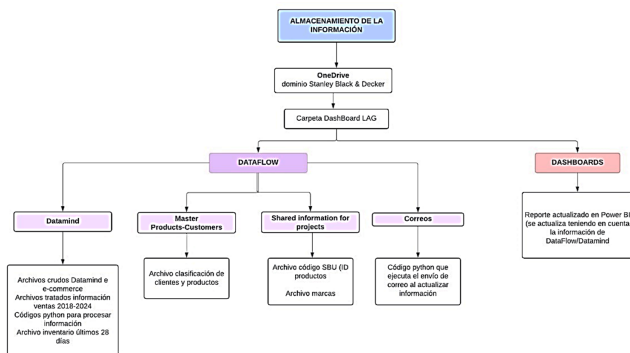 ALMACENAMIENTO DE LA
INFORMACIÓN
OneDrive
dominio Stanley Black & Decker
Carpeta DashBoard LAG
DATAFLOW
DASHBOARDS
Datamind
Master
Products-Customers
Shared information for
projects
Correos
Reporte actualizado en Power BI
(se actualiza teniendo en cuenta
la información de
DataFlow/Datamind
Archivos crudos Datamind e
e-commerce
Archivos tratados información
ventas 2018-2024
Códigos python para procesar
información
Archivo inventario últimos 28
días
Archivo clasificación de
clientes y productos
Archivo código SBU (ID
productos
Archivo marcas
Código python que
ejecuta el envío de
correo al actualizar
información